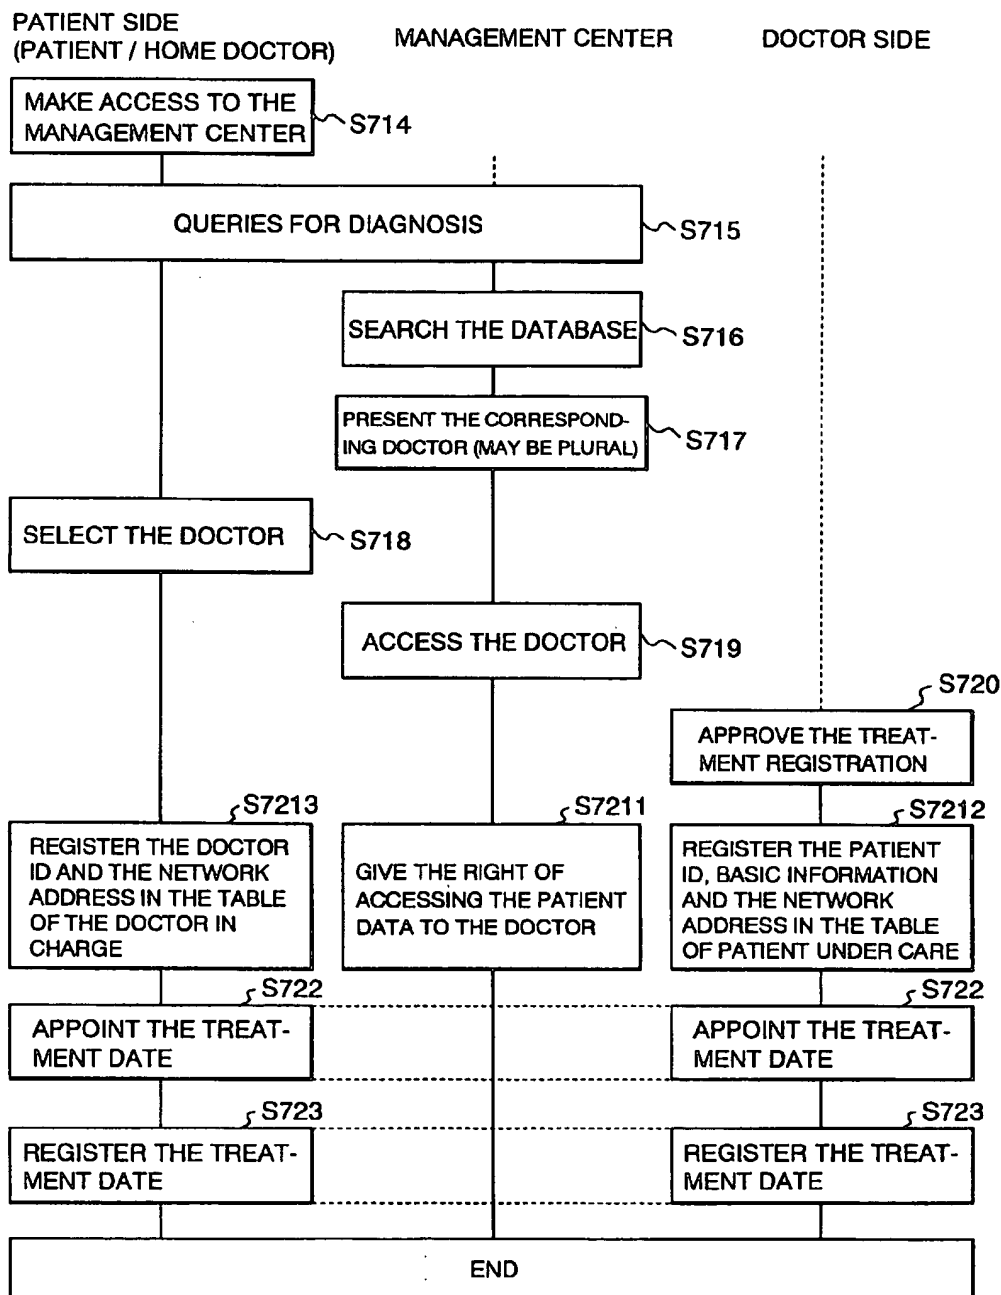 PATIENT SIDE
(PATIENT / HOME DOCTOR)
MANAGEMENT CENTER
DOCTOR SIDE
MAKE ACCESS TO THE
MANAGEMENT CENTER
S714
QUERIES FOR DIAGNOSIS
S715
SEARCH THE DATABASE
S716
PRESENT THE CORRESPOND-
ING DOCTOR (MAY BE PLURAL)
S717
SELECT THE DOCTOR
S718
ACCESS THE DOCTOR
S719
S720
APPROVE THE TREAT-
MENT REGISTRATION
S7213
REGISTER THE DOCTOR
ID AND THE NETWORK
ADDRESS IN THE TABLE
OF THE DOCTOR IN
CHARGE
S7211
GIVE THE RIGHT OF
ACCESSING THE PATIENT
DATA TO THE DOCTOR
S7212
REGISTER THE PATIENT
ID, BASIC INFORMATION
AND THE NETWORK
ADDRESS IN THE TABLE
OF PATIENT UNDER CARE
S722
APPOINT THE TREAT-
MENT DATE
S722
APPOINT THE TREAT-
MENT DATE
S723
REGISTER THE TREAT-
MENT DATE
S723
REGISTER THE TREAT-
MENT DATE
END